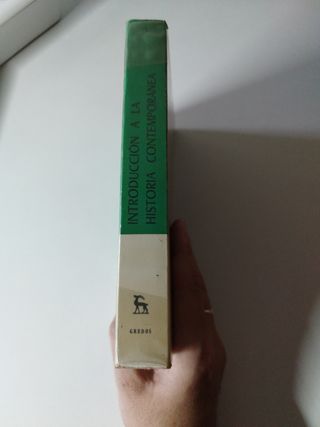 INTRODUCCIÓN A LA
HISTORIA CONTEMPORÁNEA
GREDOS